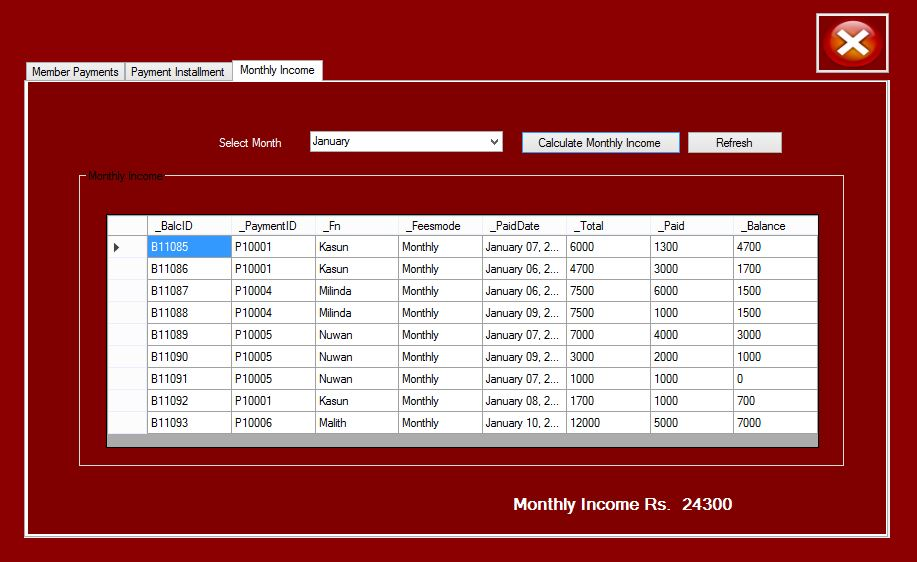 Member Payments Payment Installment Monthly Income
Select Month January Calculate Monthly Income Refresh
Monthly Income
_BalcID _PaymentID _Fn _Feesmode _PaidDate _Total _Paid _Balance
B11085 P10001 Kasun Monthly January 07, 2... 6000 1300 4700
B11086 P10001 Kasun Monthly January 06, 2... 4700 3000 1700
B11087 P10004 Milinda Monthly January 06, 2... 7500 6000 1500
B11088 P10004 Milinda Monthly January 09, 2... 7500 1000 1500
B11089 P10005 Nuwan Monthly January 07, 2... 7000 4000 3000
B11090 P10005 Nuwan Monthly January 09, 2... 3000 2000 1000
B11091 P10005 Nuwan Monthly January 07, 2... 1000 1000 0
B11092 P10001 Kasun Monthly January 08, 2... 1700 1000 700
B11093 P10006 Malith Monthly January 10, 2... 12000 5000 7000
Monthly Income Rs. 24300